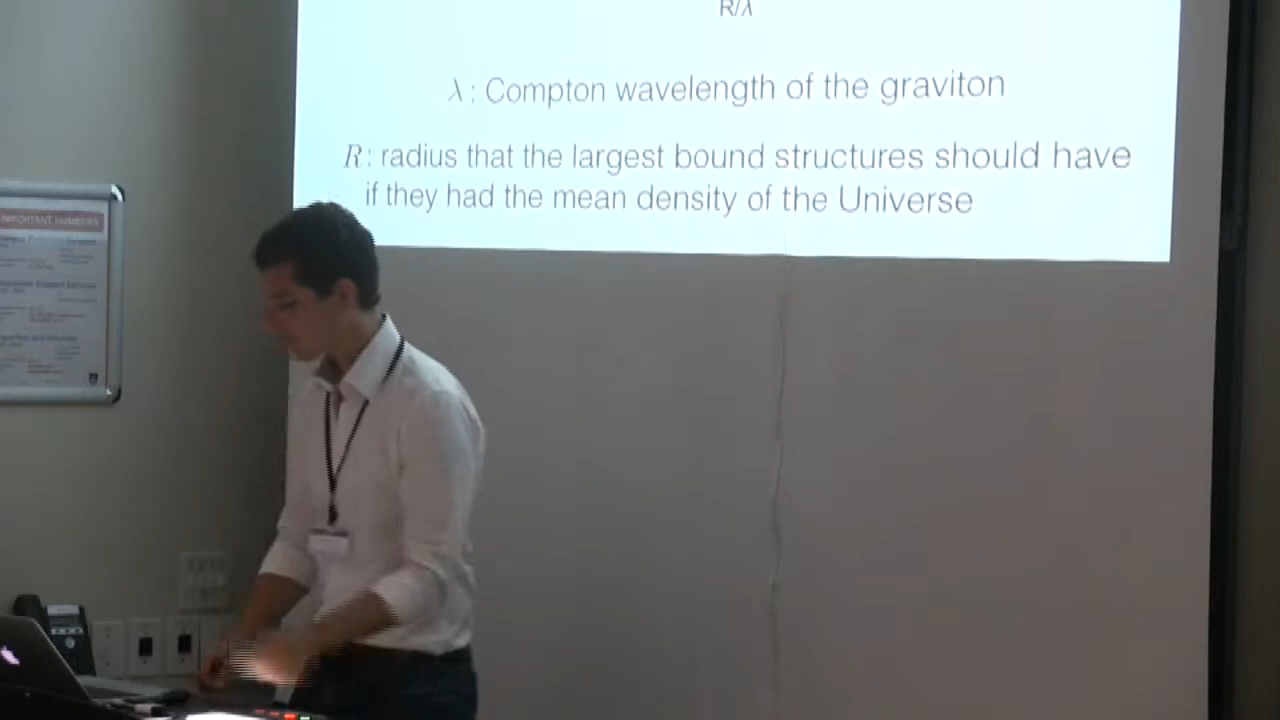 R/λ
λ : Compton wavelength of the graviton
R : radius that the largest bound structures should have
if they had the mean density of the Universe
IMPORTANT NUMBERS